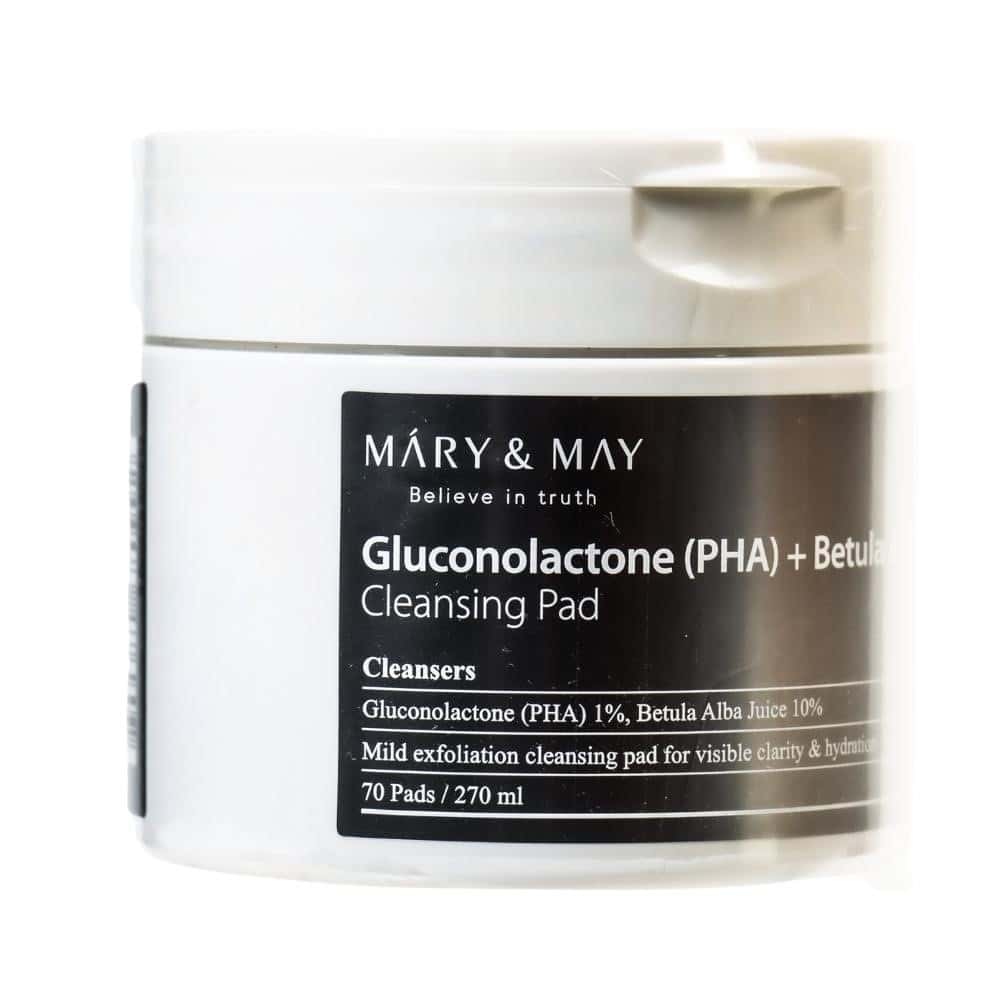 MÁRY & MAY
Believe in truth
Gluconolactone (PHA) + Betula
Cleansing Pad
Cleansers
Gluconolactone (PHA) 1%, Betula Alba Juice 10%
Mild exfoliation cleansing pad for visible clarity & hydration
70 Pads / 270 ml